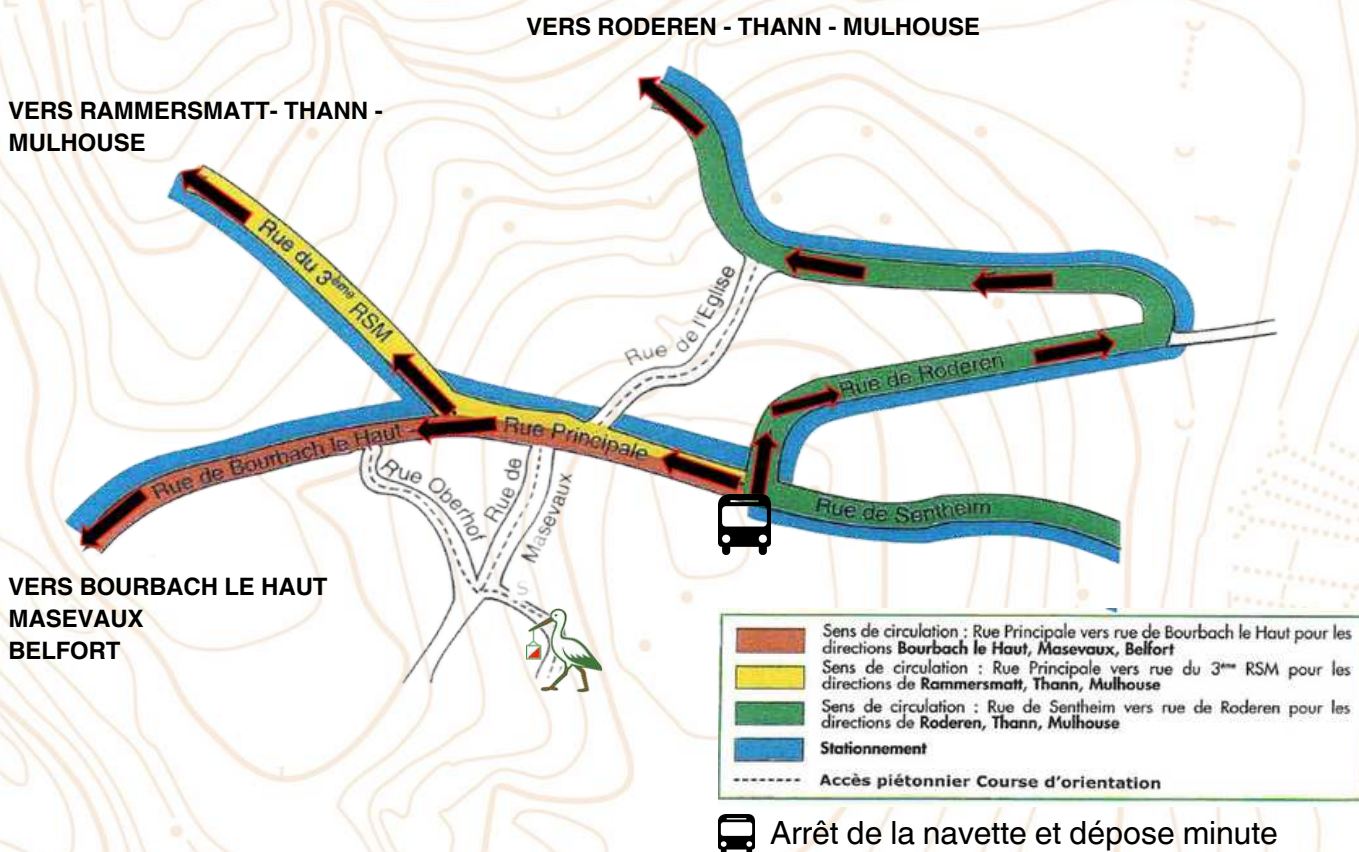 VERS RODEREN - THANN - MULHOUSE
VERS RAMMERSMATT- THANN -
MULHOUSE
Rue du 3ème RSM
Rue de l'Eglise
Rue de Roderen
Rue Principale
Rue de Bourbach le Haut
Rue Oberhof
Rue de
Masevaux
Rue de Sentheim
S
VERS BOURBACH LE HAUT
MASEVAUX
BELFORT
Sens de circulation : Rue Principale vers rue de Bourbach le Haut pour les
directions Bourbach le Haut, Masevaux, Belfort
Sens de circulation : Rue Principale vers rue du 3ème RSM pour les
directions de Rammersmatt, Thann, Mulhouse
Sens de circulation : Rue de Sentheim vers rue de Roderen pour les
directions de Roderen, Thann, Mulhouse
Stationnement
Accès piétonnier Course d'orientation
Arrêt de la navette et dépose minute